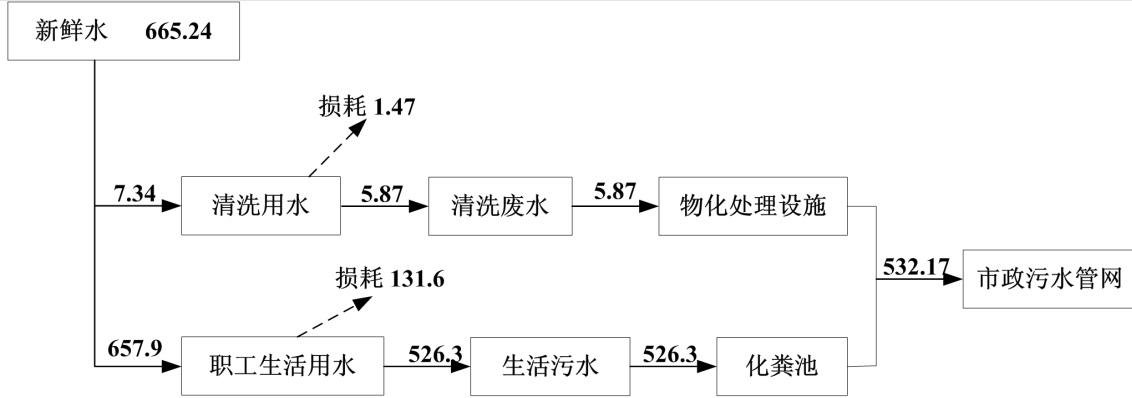 新鲜水 665.24
损耗 1.47
7.34
清洗用水
5.87
清洗废水
5.87
物化处理设施
532.17
市政污水管网
损耗 131.6
657.9
职工生活用水
526.3
生活污水
526.3
化粪池